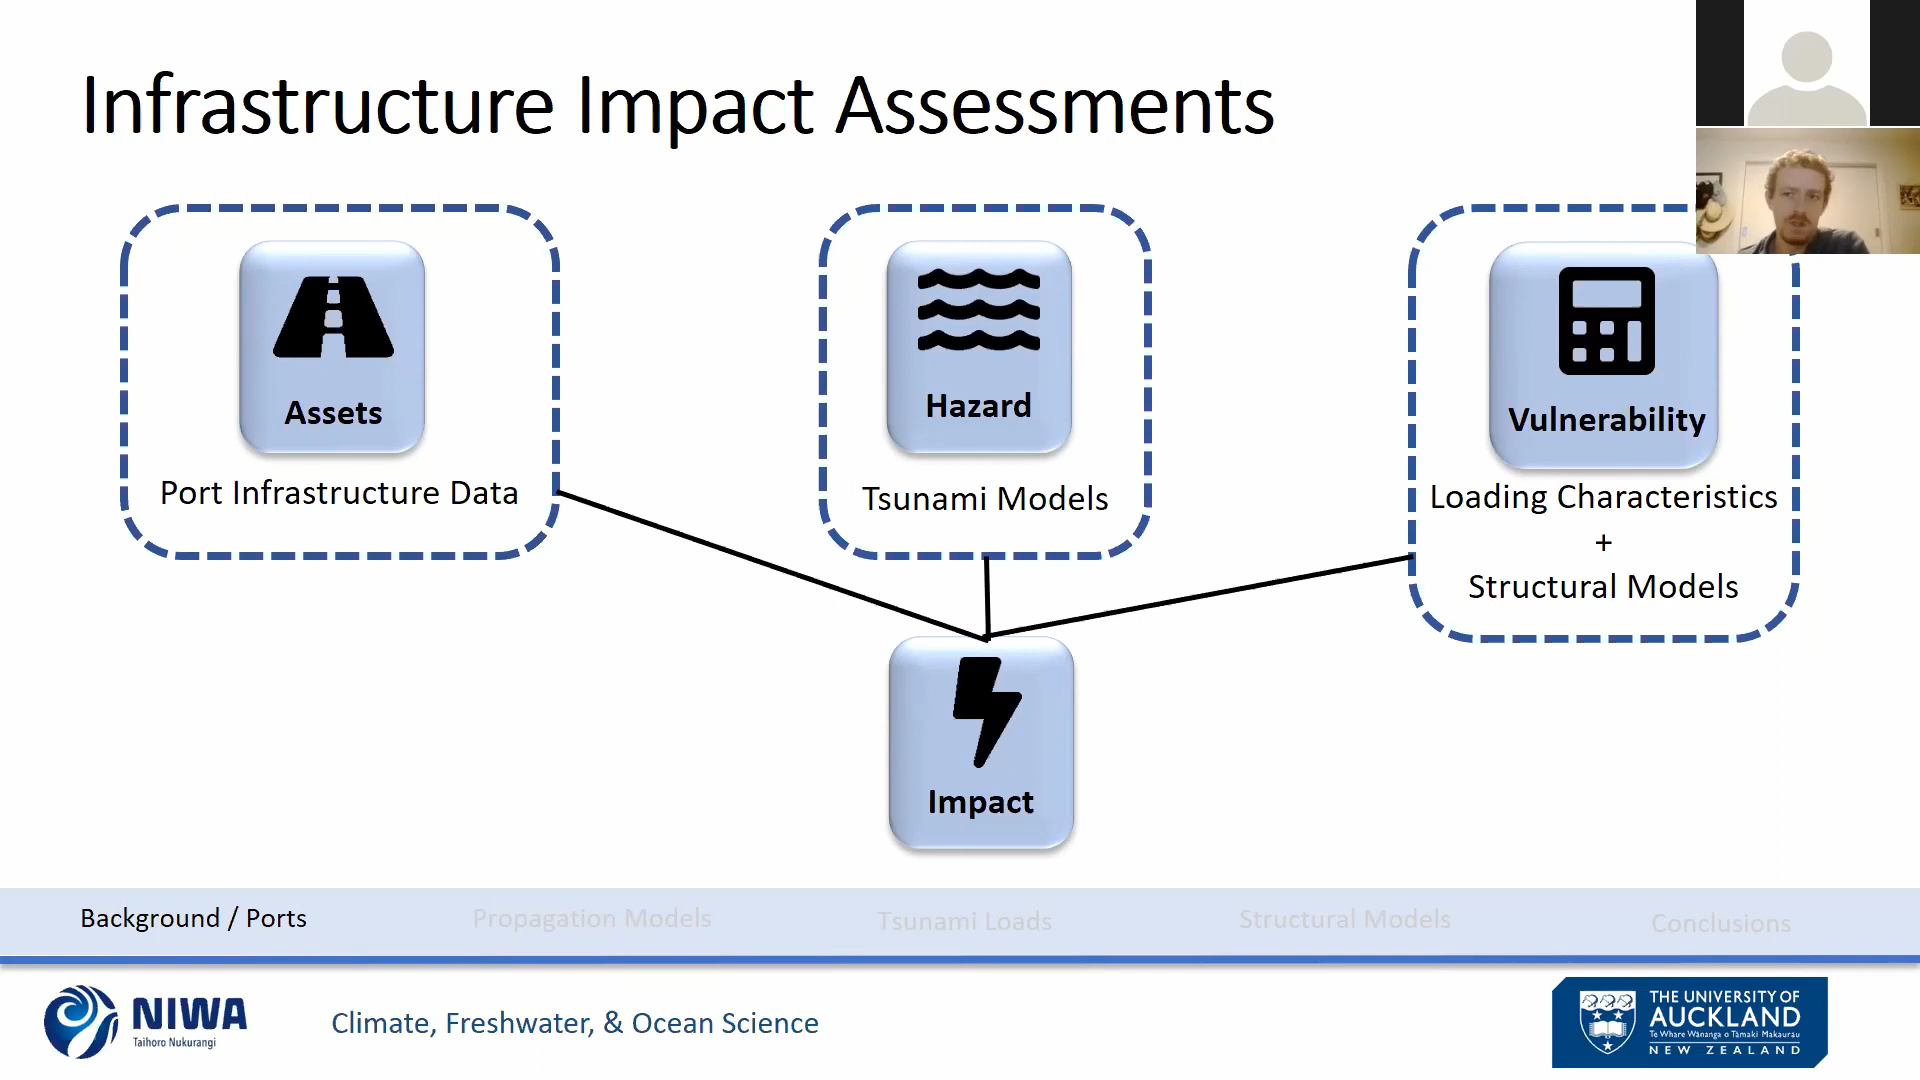 Infrastructure Impact Assessments
Assets
Port Infrastructure Data
Hazard
Tsunami Models
Vulnerability
Loading Characteristics
+
Structural Models
Impact
Background / Ports
Propagation Models
Tsunami Loads
Structural Models
Conclusions
NIWA
Taihoro Nukurangi
Climate, Freshwater, & Ocean Science
THE UNIVERSITY OF
AUCKLAND
Te Whare Wānanga o Tāmaki Makaurau
NEW ZEALAND